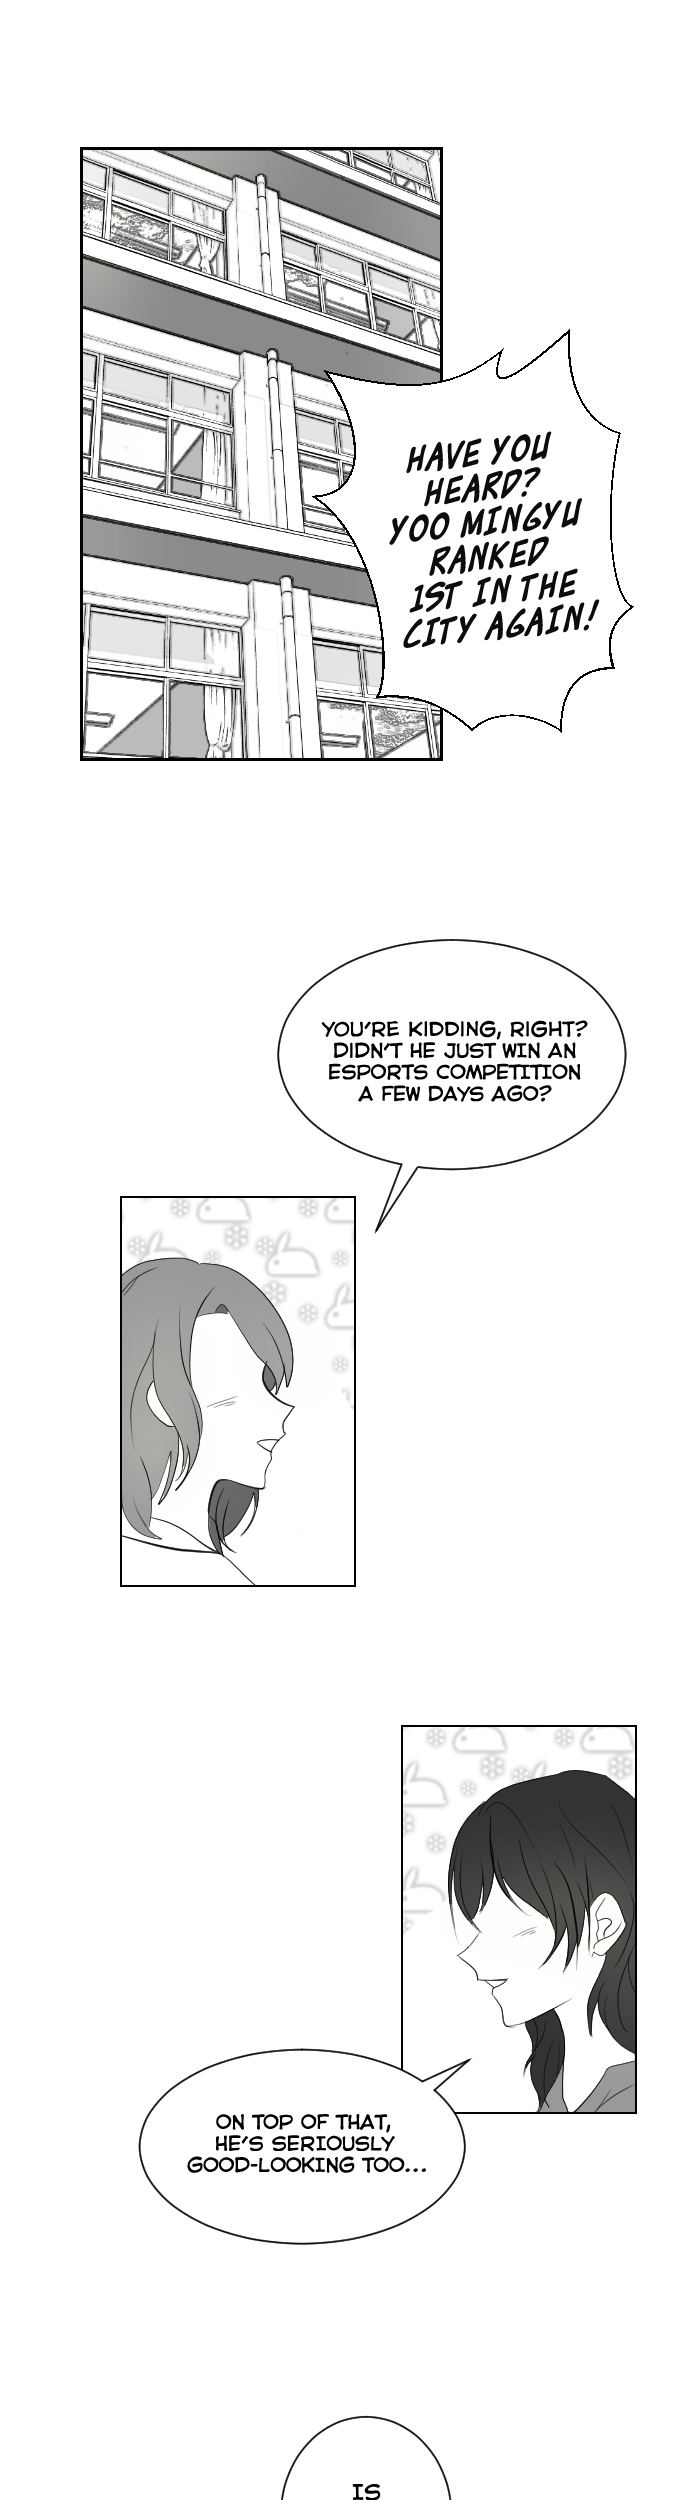 HAVE YOU
HEARD?
YOO MINGYU
RANKED
1ST IN THE
CITY AGAIN!
YOU'RE KIDDING, RIGHT?
DIDN'T HE JUST WIN AN
ESPORTS COMPETITION
A FEW DAYS AGO?
ON TOP OF THAT,
HE'S SERIOUSLY
GOOD-LOOKING TOO...
IS